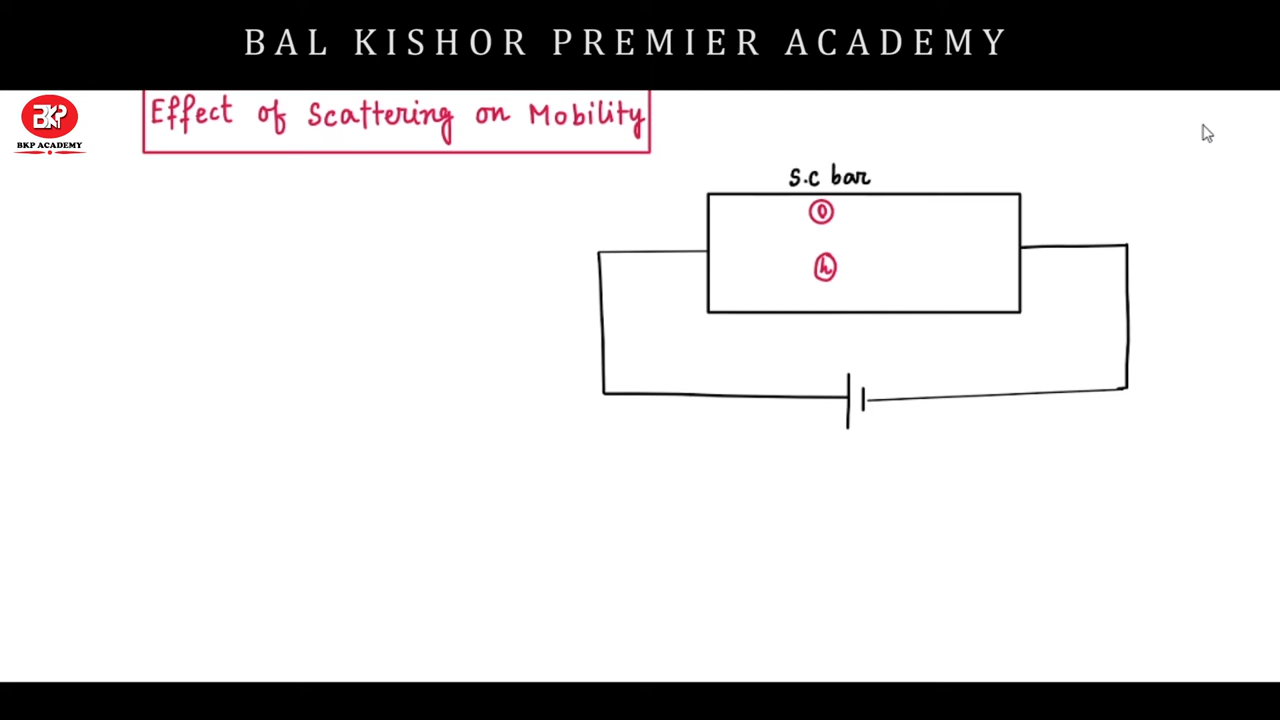 BAL KISHOR PREMIER ACADEMY
BKP
BKP ACADEMY
Effect of Scattering on Mobility
S.C bar
h